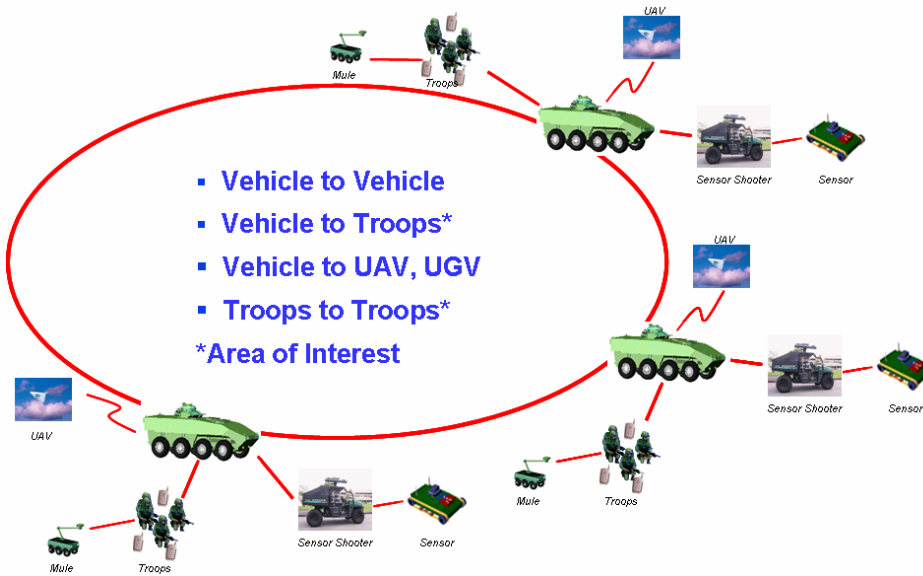 UAV
Mule
Troops
Sensor Shooter
Sensor
▪ Vehicle to Vehicle
▪ Vehicle to Troops*
▪ Vehicle to UAV, UGV
▪ Troops to Troops*
*Area of Interest
UAV
Sensor Shooter
Sensor
UAV
Mule
Troops
Sensor Shooter
Sensor
Mule
Troops